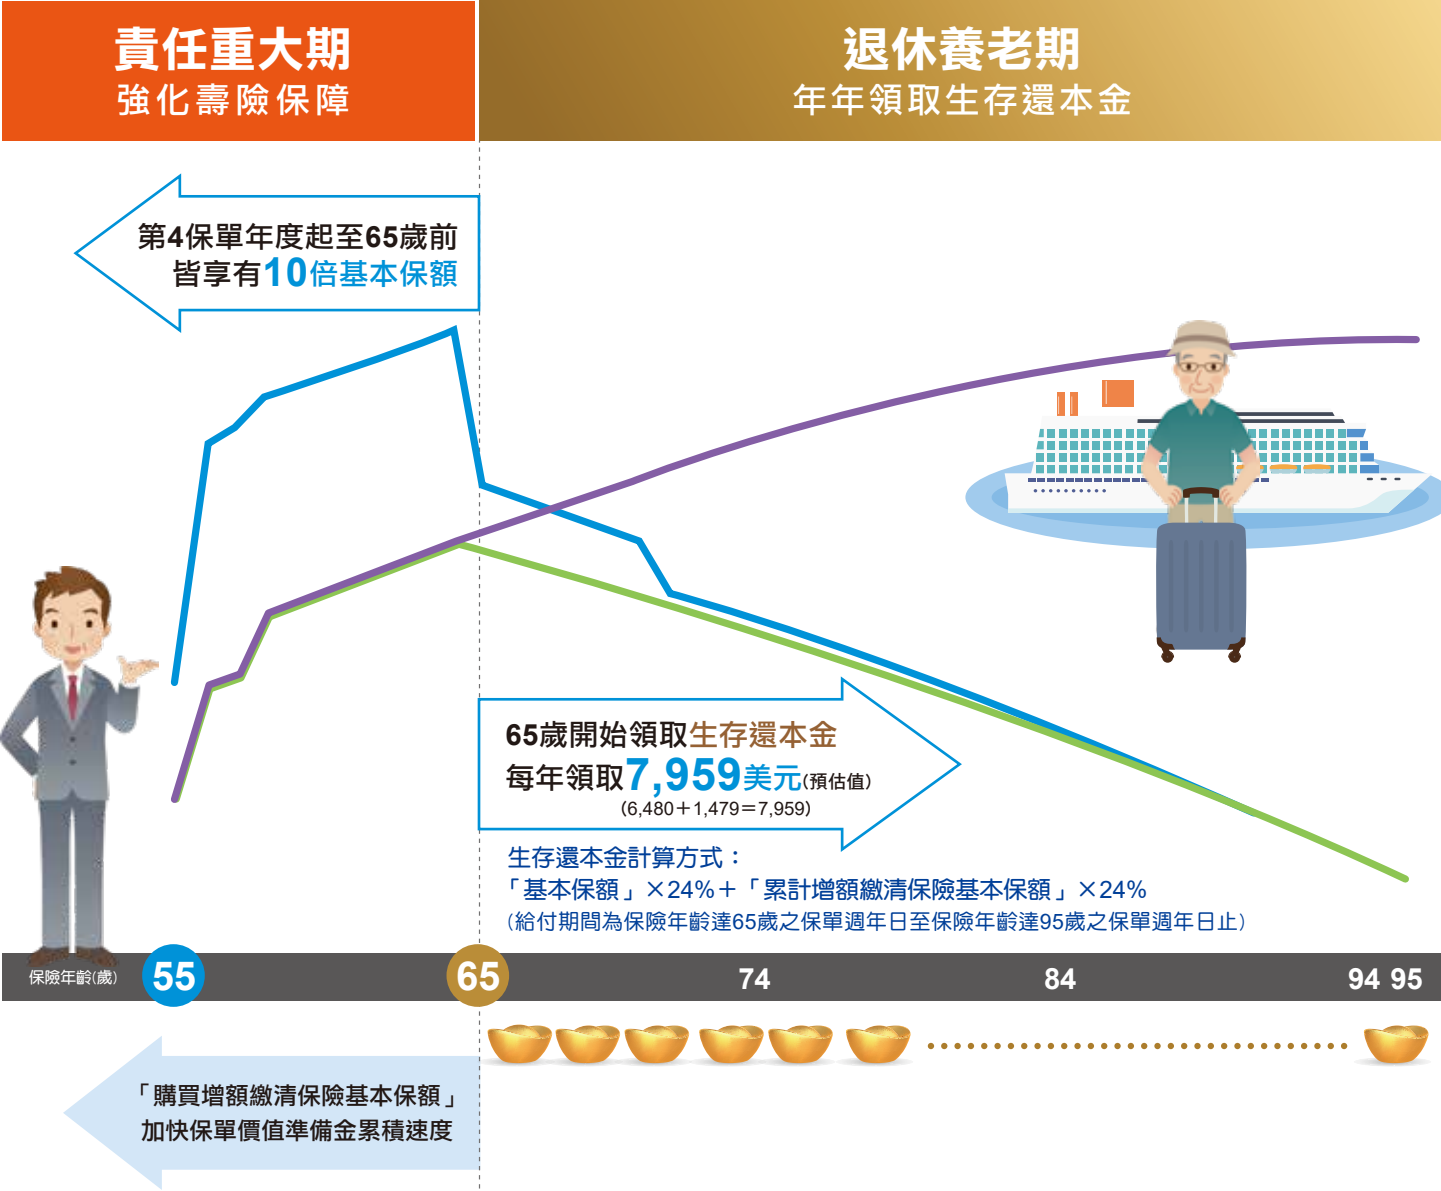 責任重大期
強化壽險保障
退休養老期
年年領取生存還本金
第4保單年度起至65歲前
皆享有10倍基本保額
65歲開始領取生存還本金
每年領取7,959美元(預估值)
(6,480＋1,479＝7,959)
生存還本金計算方式：
「基本保額」×24%＋「累計增額繳清保險基本保額」×24%
(給付期間為保險年齡達65歲之保單週年日至保險年齡達95歲之保單週年日止)
保險年齡(歲) 55 65 74 84 94 95
「購買增額繳清保險基本保額」
加快保單價值準備金累積速度